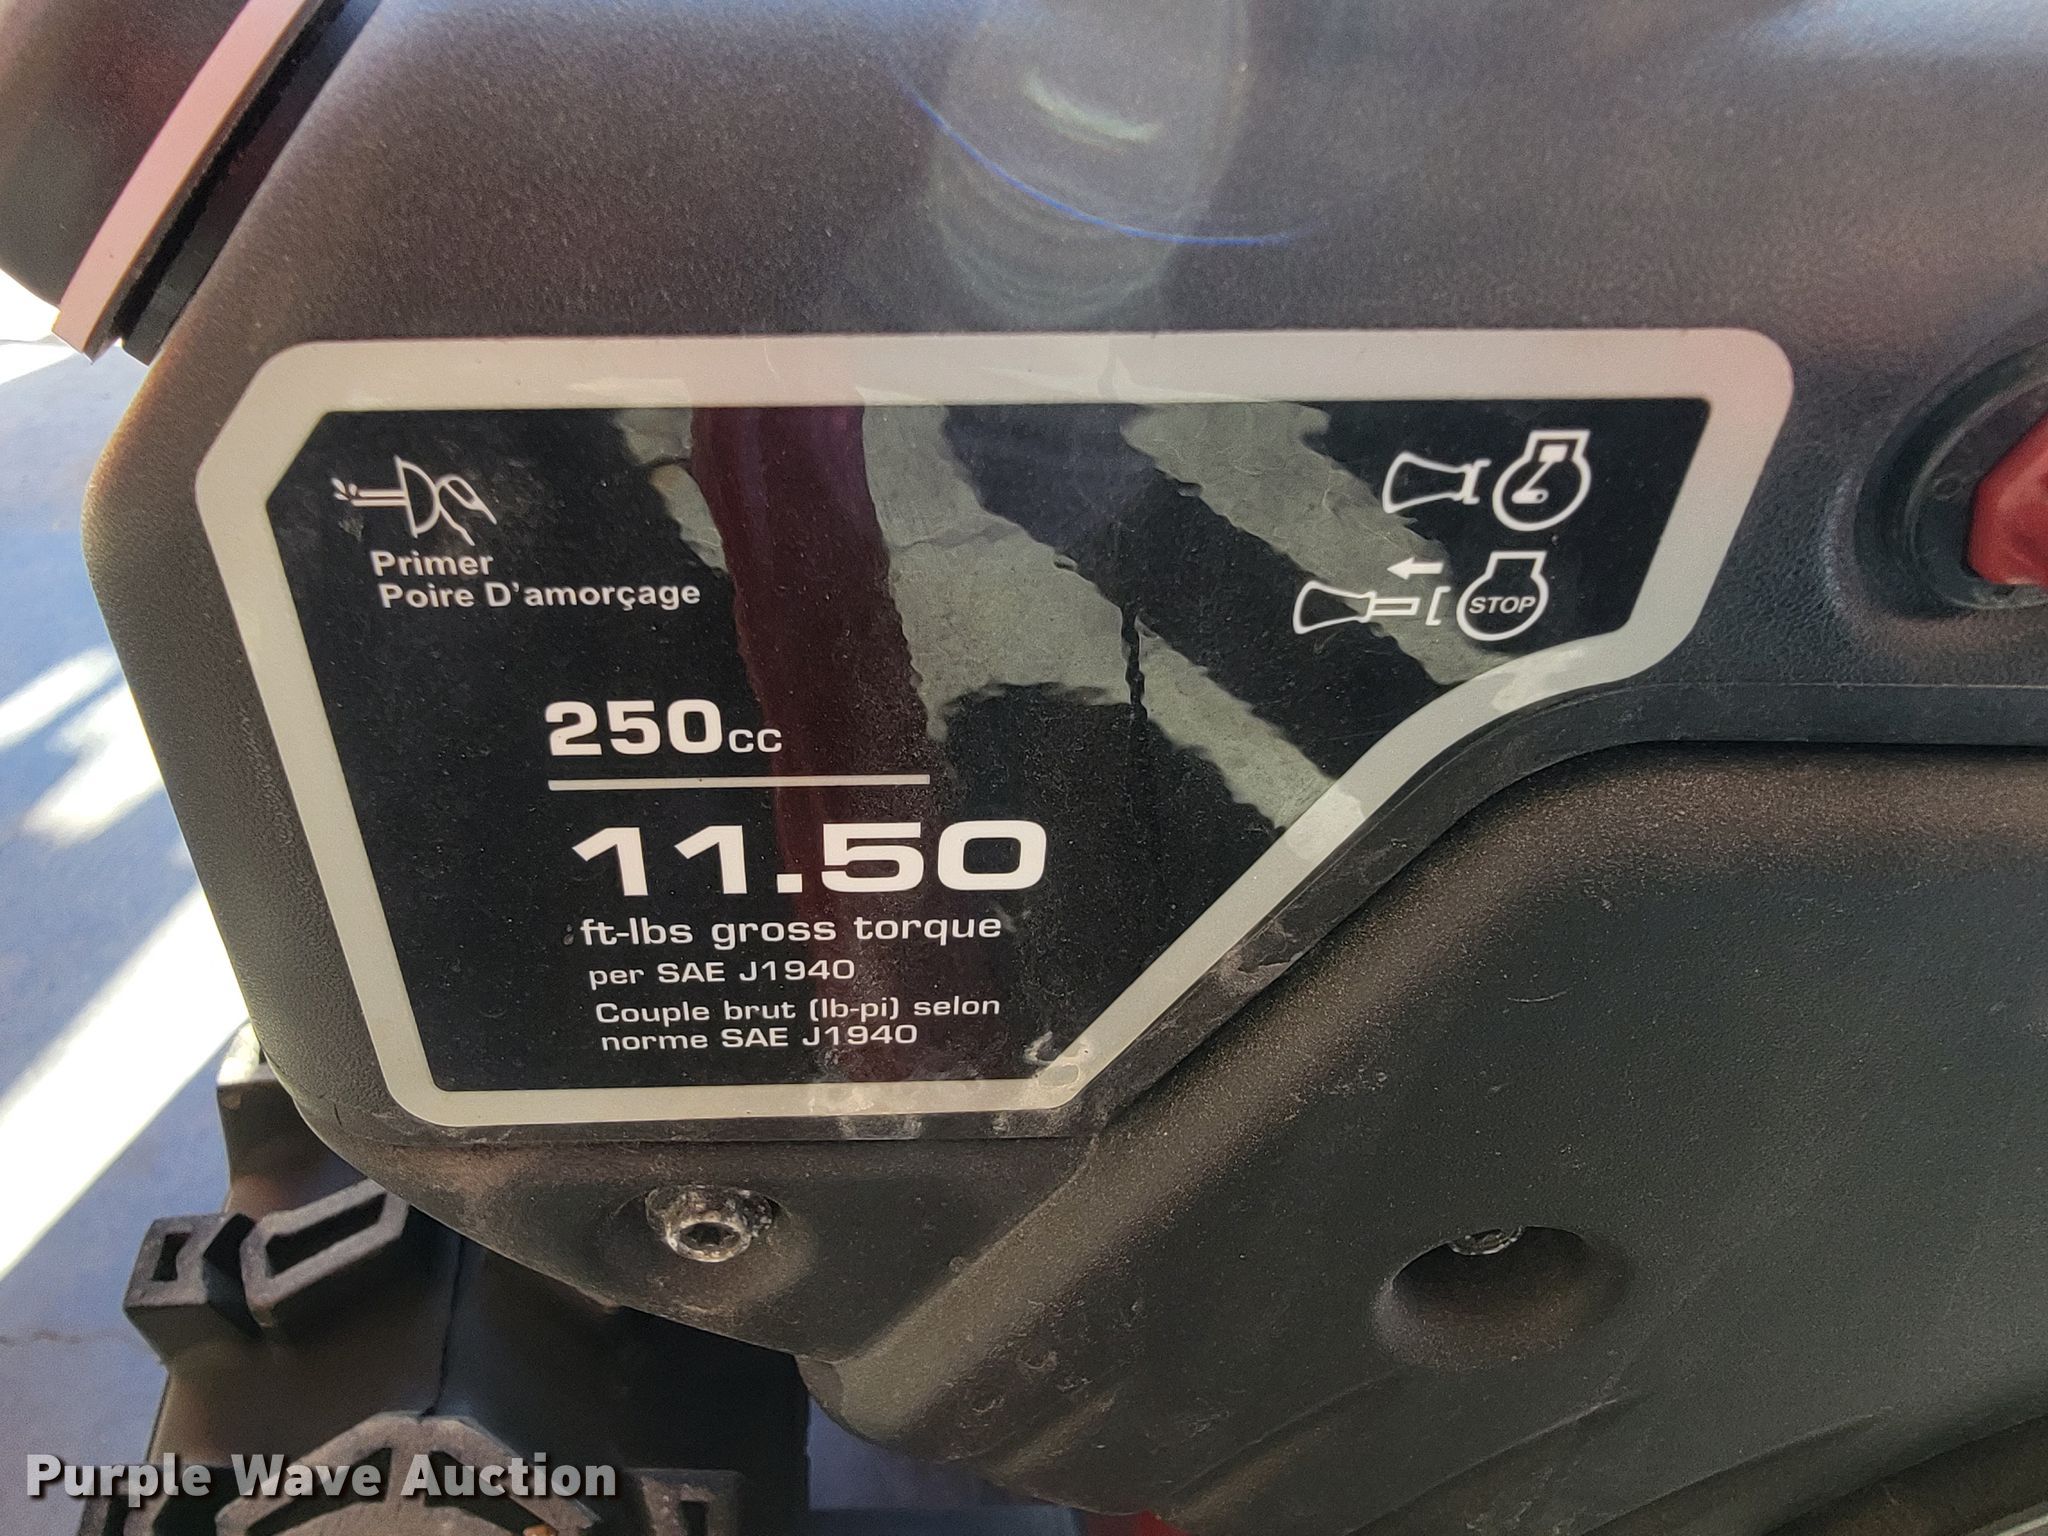 Primer
Poire D'amorçage
STOP
250cc
11.50
ft-lbs gross torque
per SAE J1940
Couple brut (lb-pi) selon
norme SAE J1940
Purple Wave Auction